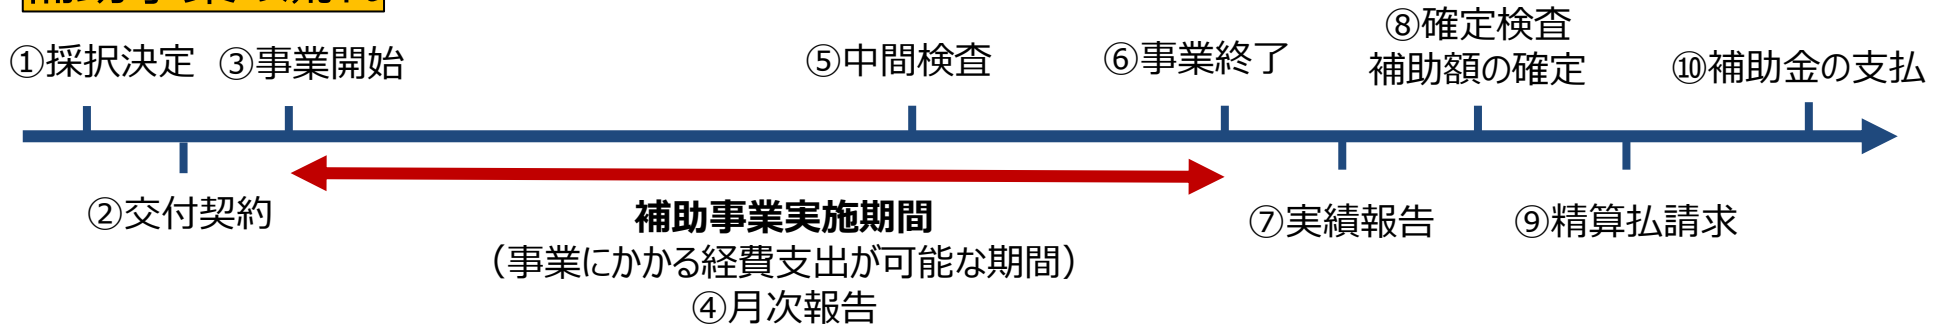 ①採択決定
③事業開始
⑤中間検査
⑥事業終了
⑧確定検査
補助額の確定
⑩補助金の支払
②交付契約
補助事業実施期間
（事業にかかる経費支出が可能な期間）
④月次報告
⑦実績報告
⑨精算払請求